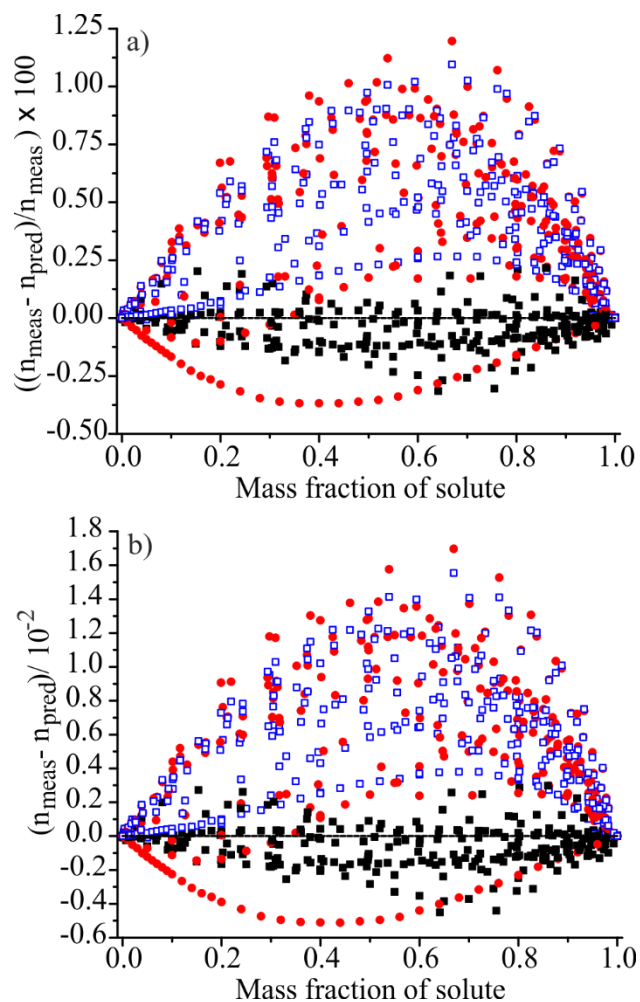 a)
((n_meas - n_pred)/n_meas) x 100
1.25
1.00
0.75
0.50
0.25
0.00
-0.25
-0.50
0.0 0.2 0.4 0.6 0.8 1.0
Mass fraction of solute
b)
(n_meas - n_pred)/ 10^-2
1.8
1.6
1.4
1.2
1.0
0.8
0.6
0.4
0.2
0.0
-0.2
-0.4
-0.6
0.0 0.2 0.4 0.6 0.8 1.0
Mass fraction of solute